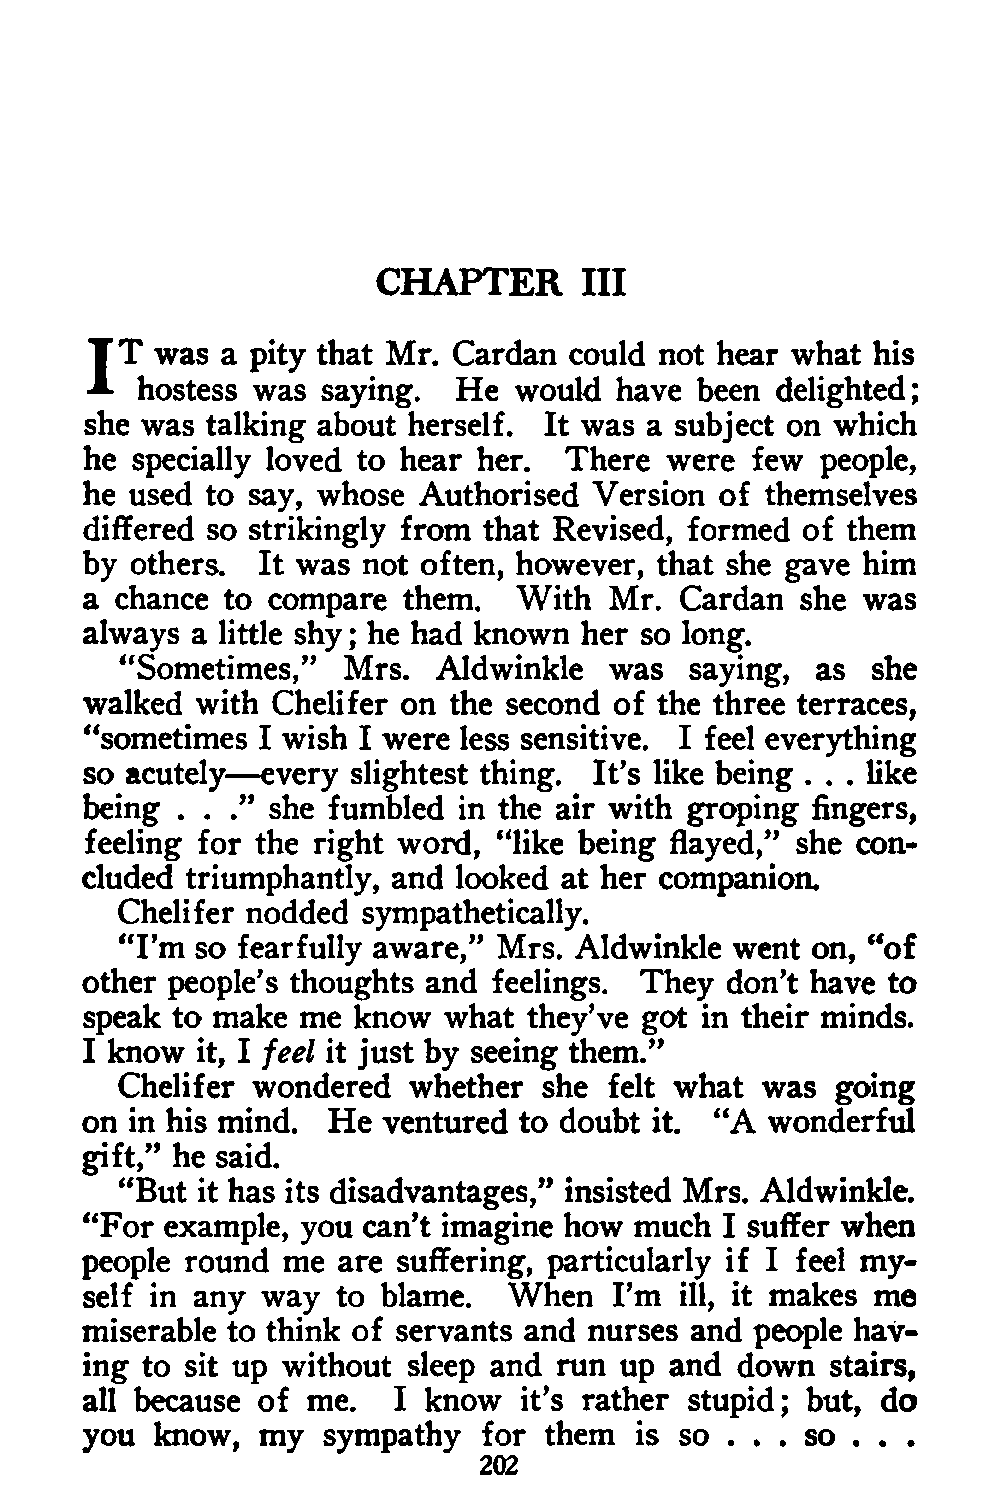 CHAPTER III
IT was a pity that Mr. Cardan could not hear what his
hostess was saying. He would have been delighted;
she was talking about herself. It was a subject on which
he specially loved to hear her. There were few people,
he used to say, whose Authorised Version of themselves
differed so strikingly from that Revised, formed of them
by others. It was not often, however, that she gave him
a chance to compare them. With Mr. Cardan she was
always a little shy; he had known her so long.
“Sometimes,” Mrs. Aldwinkle was saying, as she
walked with Chelifer on the second of the three terraces,
“sometimes I wish I were less sensitive. I feel everything
so acutely—every slightest thing. It’s like being . . . like
being . . .” she fumbled in the air with groping fingers,
feeling for the right word, “like being flayed,” she con-
cluded triumphantly, and looked at her companion.
Chelifer nodded sympathetically.
“I’m so fearfully aware,” Mrs. Aldwinkle went on, “of
other people’s thoughts and feelings. They don’t have to
speak to make me know what they’ve got in their minds.
I know it, I feel it just by seeing them.”
Chelifer wondered whether she felt what was going
on in his mind. He ventured to doubt it. “A wonderful
gift,” he said.
“But it has its disadvantages,” insisted Mrs. Aldwinkle.
“For example, you can’t imagine how much I suffer when
people round me are suffering, particularly if I feel my-
self in any way to blame. When I’m ill, it makes me
miserable to think of servants and nurses and people hav-
ing to sit up without sleep and run up and down stairs,
all because of me. I know it’s rather stupid; but, do
you know, my sympathy for them is so . . . so . . .
202